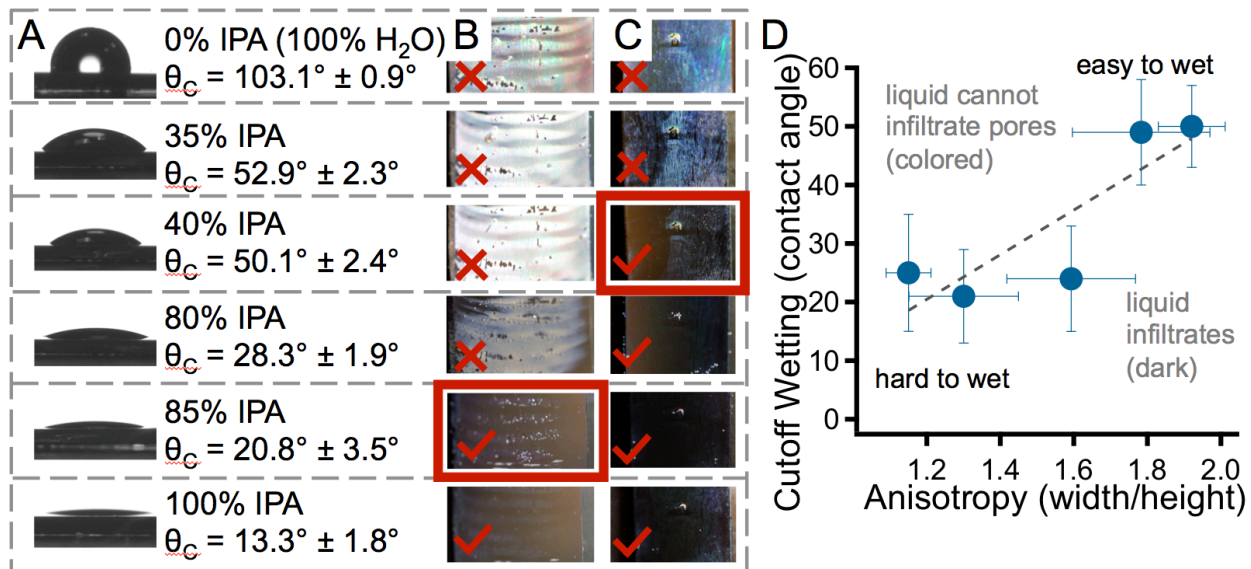 A
B
C
D
0% IPA (100% H₂O)
θC = 103.1° ± 0.9°
35% IPA
θC = 52.9° ± 2.3°
40% IPA
θC = 50.1° ± 2.4°
80% IPA
θC = 28.3° ± 1.9°
85% IPA
θC = 20.8° ± 3.5°
100% IPA
θC = 13.3° ± 1.8°
Cutoff Wetting (contact angle)
60
50
40
30
20
10
0
easy to wet
liquid cannot
infiltrate pores
(colored)
liquid
infiltrates
(dark)
hard to wet
1.2 1.4 1.6 1.8 2.0
Anisotropy (width/height)